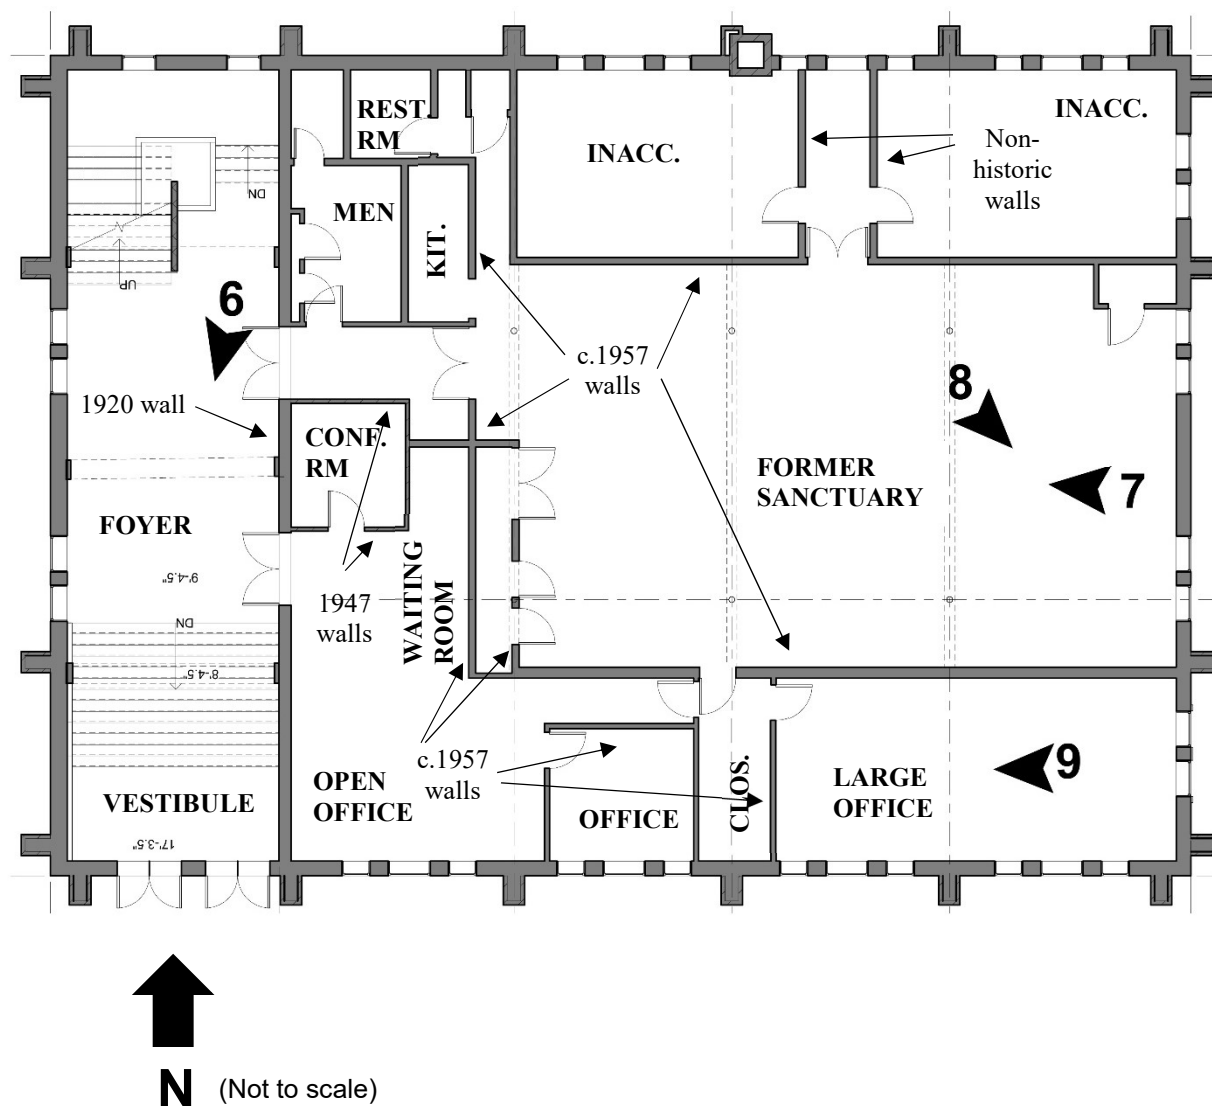 REST.
RM
INACC.
INACC.
Non-
historic
walls
DN
MEN
KIT.
UP
6
c.1957
walls
8
1920 wall
CONF.
RM
FORMER
SANCTUARY
7
FOYER
WAITING
ROOM
9'-4.5"
1947
walls
DN
8'-4.5"
c.1957
walls
OPEN
OFFICE
CLOS.
9
LARGE
OFFICE
VESTIBULE
OFFICE
17'-3.5"
N (Not to scale)